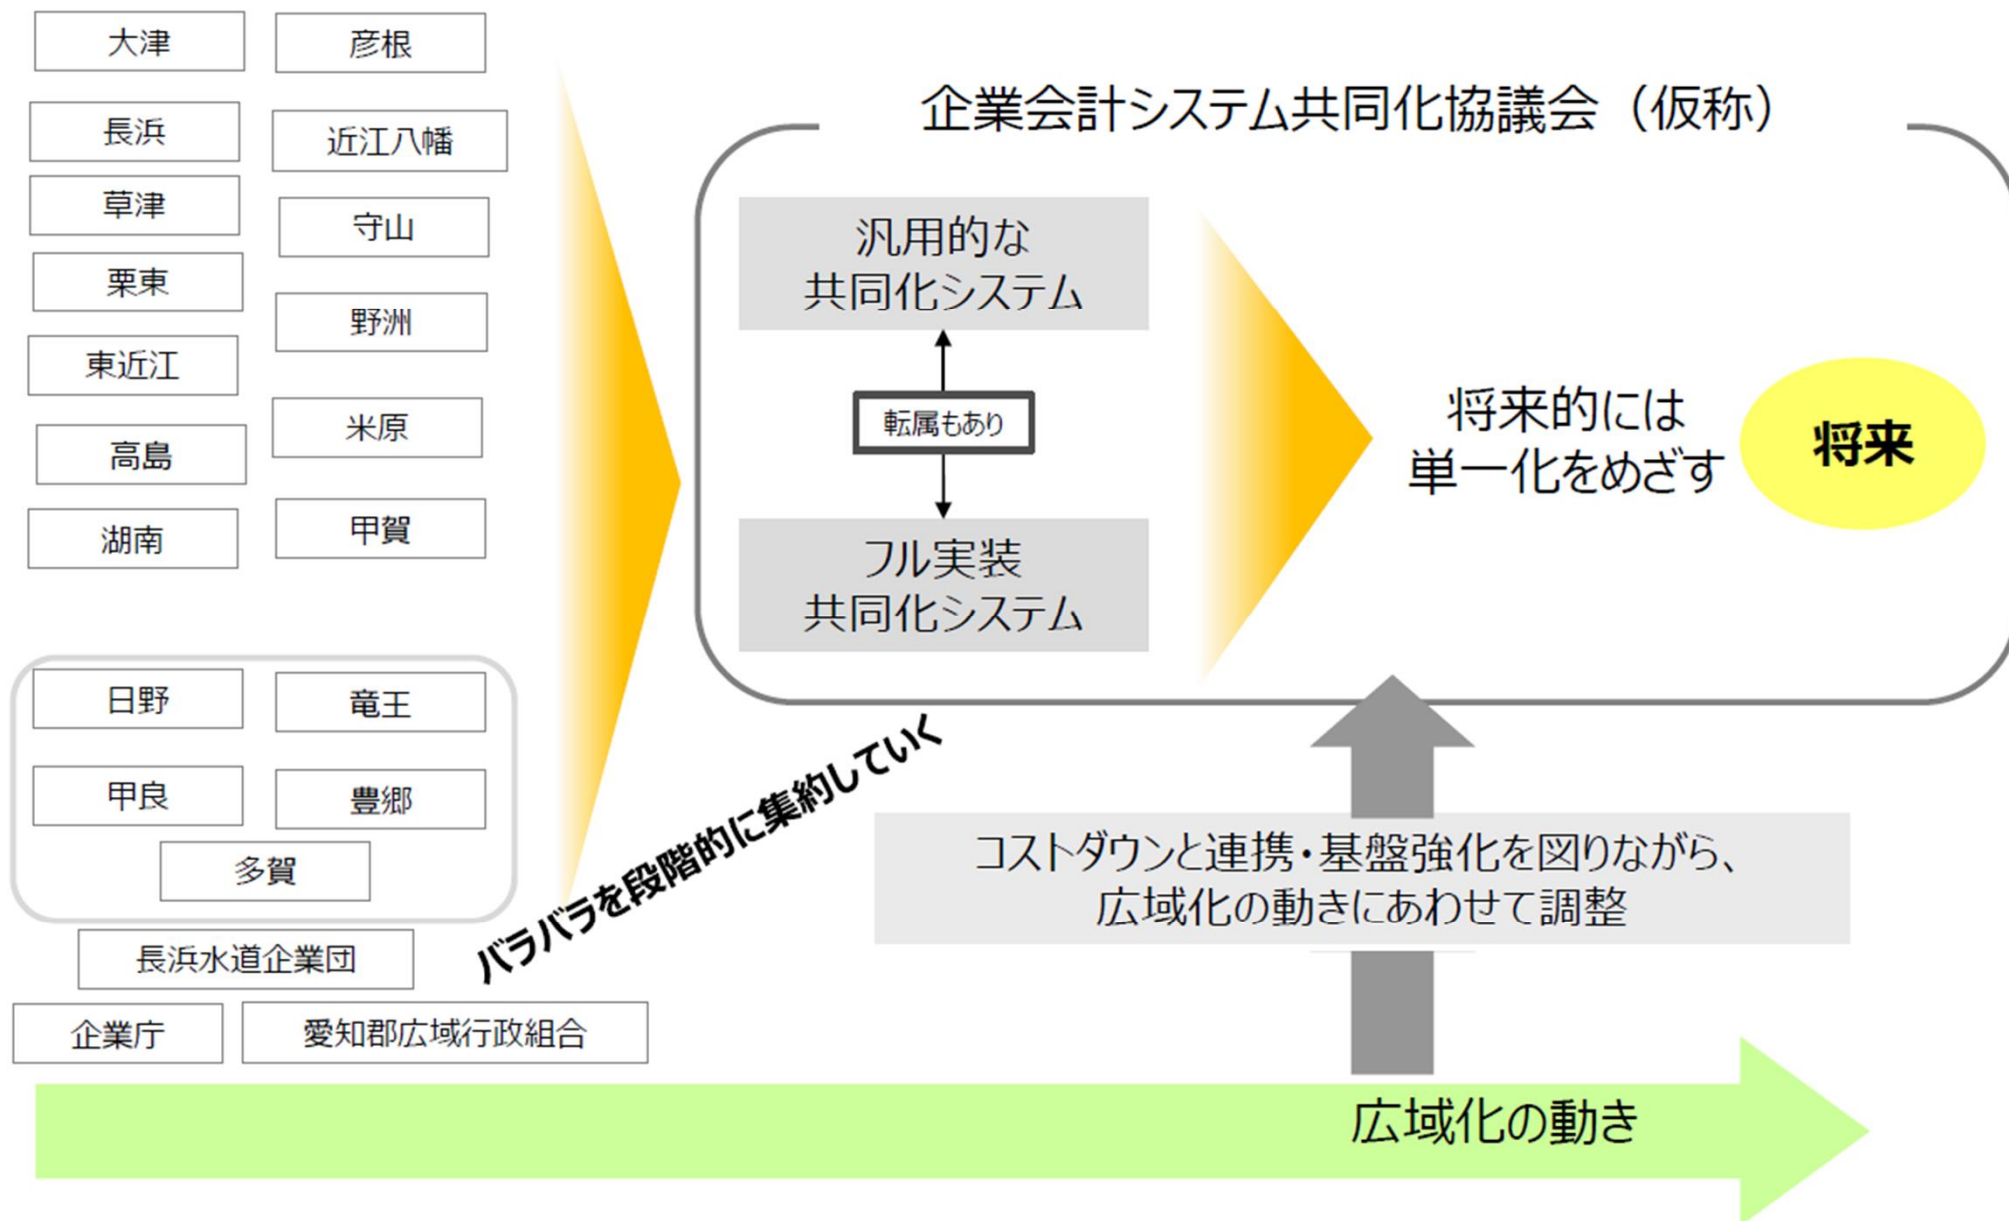 大津
彦根
長浜
近江八幡
草津
守山
栗東
野洲
東近江
米原
高島
甲賀
湖南
日野
竜王
甲良
豊郷
多賀
長浜水道企業団
企業庁
愛知郡広域行政組合
バラバラを段階的に集約していく
企業会計システム共同化協議会（仮称）
汎用的な
共同化システム
転属もあり
フル実装
共同化システム
将来的には
単一化をめざす
将来
コストダウンと連携・基盤強化を図りながら、
広域化の動きにあわせて調整
広域化の動き